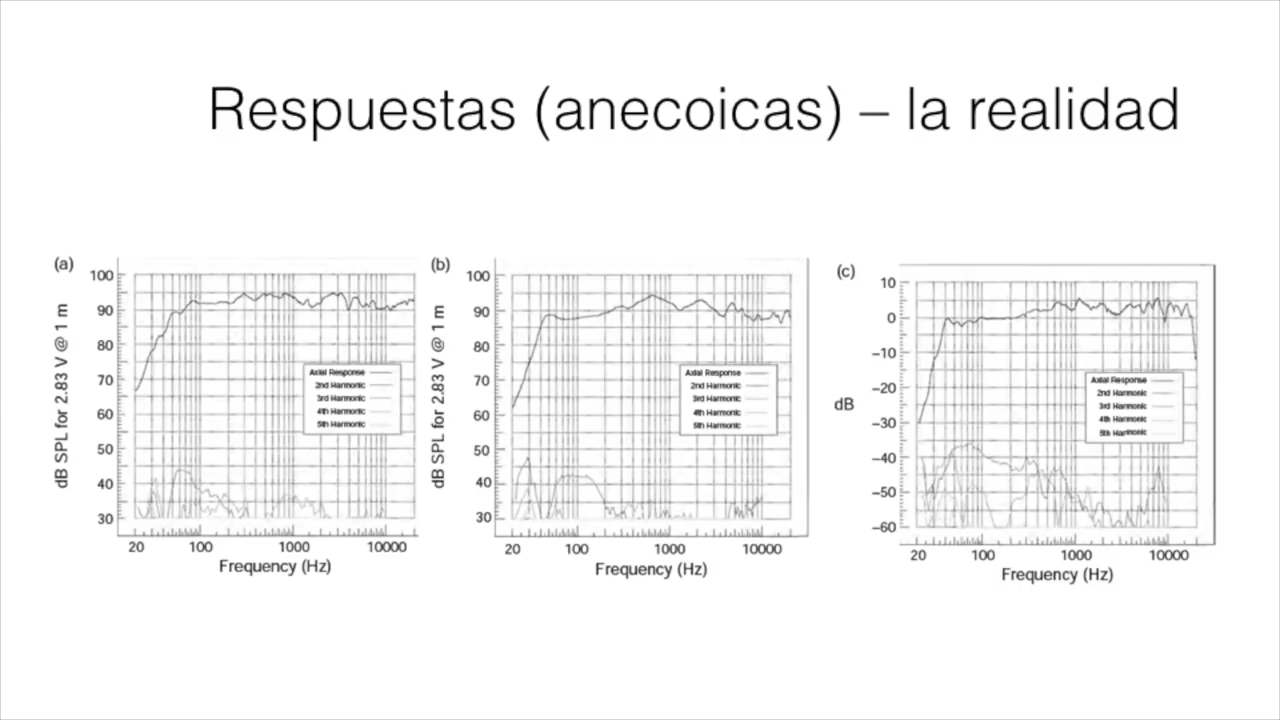 Respuestas (anecoicas) – la realidad
(a)
dB SPL for 2.83 V @ 1 m
100
90
80
70
60
50
40
30
Axial Response
2nd Harmonic
3rd Harmonic
4th Harmonic
5th Harmonic
20 100 1000 10000
Frequency (Hz)
(b)
dB SPL for 2.83 V @ 1 m
100
90
80
70
60
50
40
30
Axial Response
2nd Harmonic
3rd Harmonic
4th Harmonic
5th Harmonic
20 100 1000 10000
Frequency (Hz)
(c)
dB
10
0
–10
–20
–30
–40
–50
–60
Axial Response
2nd Harmonic
3rd Harmonic
4th Harmonic
5th Harmonic
20 100 1000 10000
Frequency (Hz)